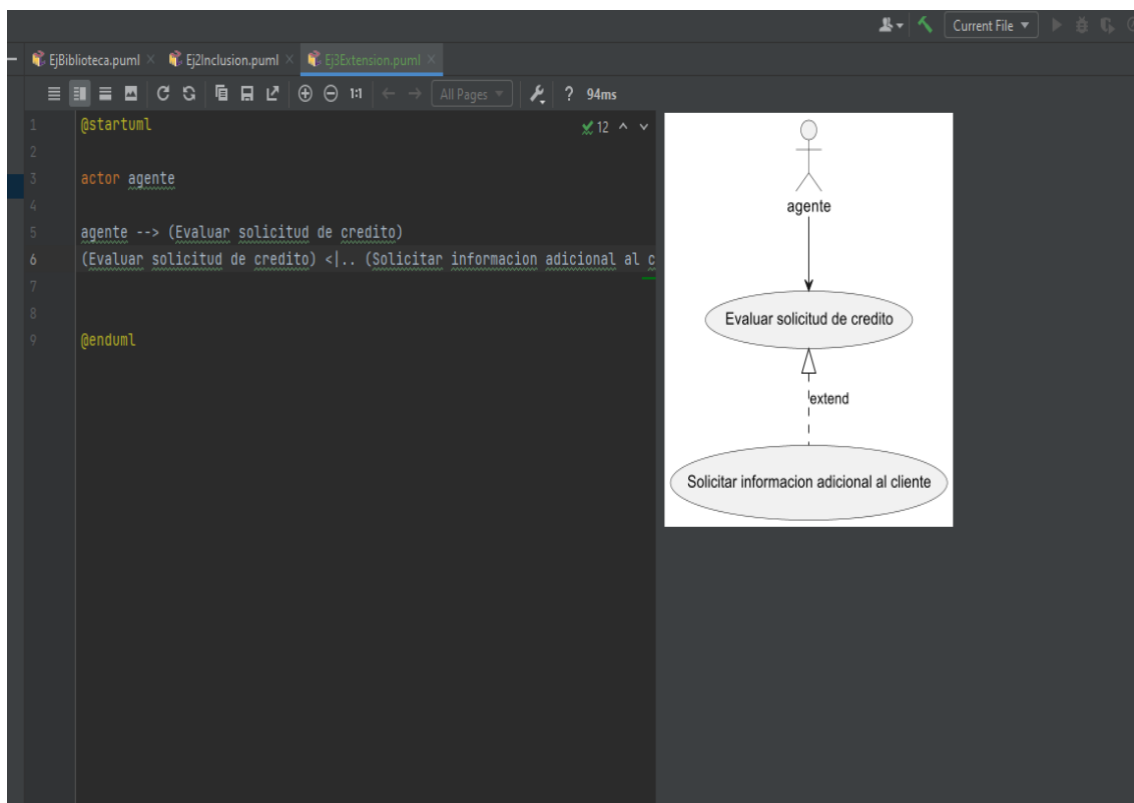 Current File
EjBiblioteca.puml
Ej2Inclusion.puml
Ej3Extension.puml
1:1
All Pages
? 94ms
1 @startuml
12
2
3 actor agente
4
5 agente --> (Evaluar solicitud de credito)
6 (Evaluar solicitud de credito) <|.. (Solicitar informacion adicional al c
7
8
9 @enduml
agente
Evaluar solicitud de credito
extend
Solicitar informacion adicional al cliente